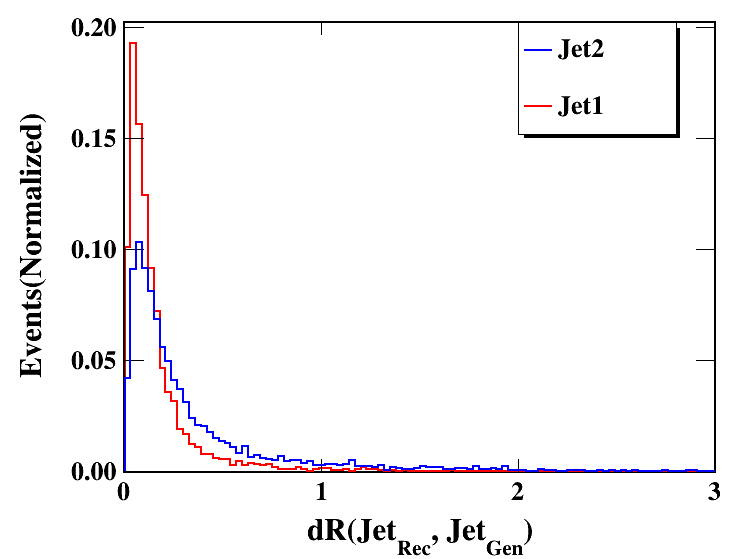 0.20
0.15
0.10
0.05
0.00
Events(Normalized)
Jet2
Jet1
0 1 2 3
dR(Jet_Rec, Jet_Gen)